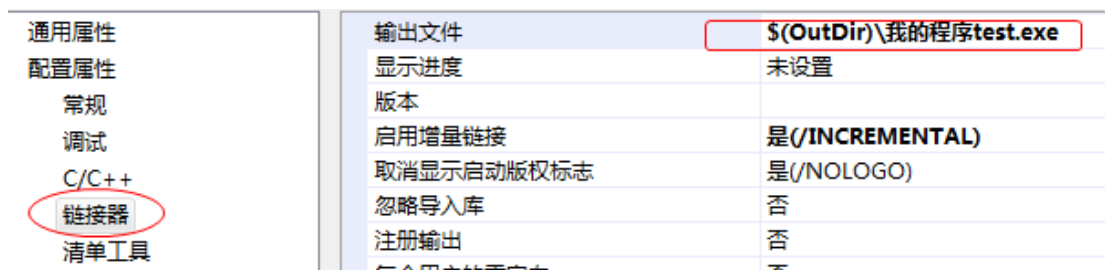 通用属性
配置属性
常规
调试
C/C++
链接器
清单工具
输出文件 $(OutDir)\我的程序test.exe
显示进度 未设置
版本
启用增量链接 是(/INCREMENTAL)
取消显示启动版权标志 是(/NOLOGO)
忽略导入库 否
注册输出 否